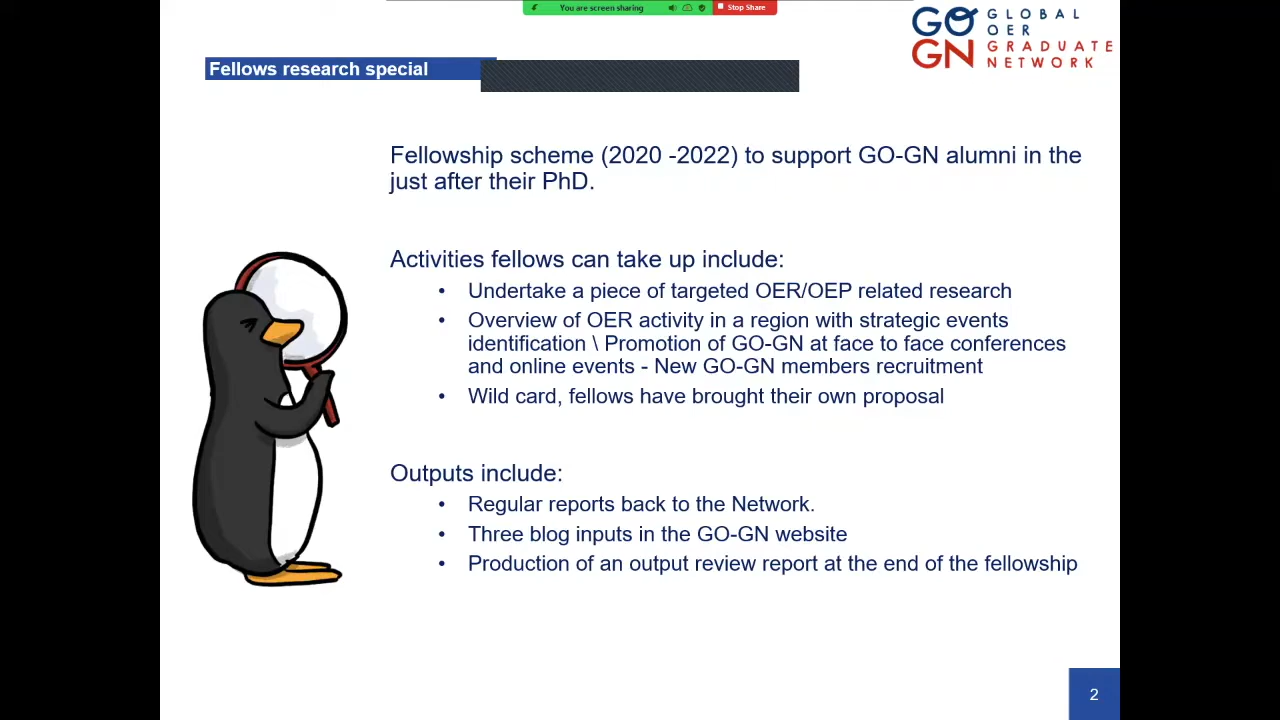 You are screen sharing
Stop Share
GO GLOBAL
OER
GN GRADUATE
NETWORK
Fellows research special
Fellowship scheme (2020 -2022) to support GO-GN alumni in the
just after their PhD.
Activities fellows can take up include:
• Undertake a piece of targeted OER/OEP related research
• Overview of OER activity in a region with strategic events
identification \ Promotion of GO-GN at face to face conferences
and online events - New GO-GN members recruitment
• Wild card, fellows have brought their own proposal
Outputs include:
• Regular reports back to the Network.
• Three blog inputs in the GO-GN website
• Production of an output review report at the end of the fellowship
2